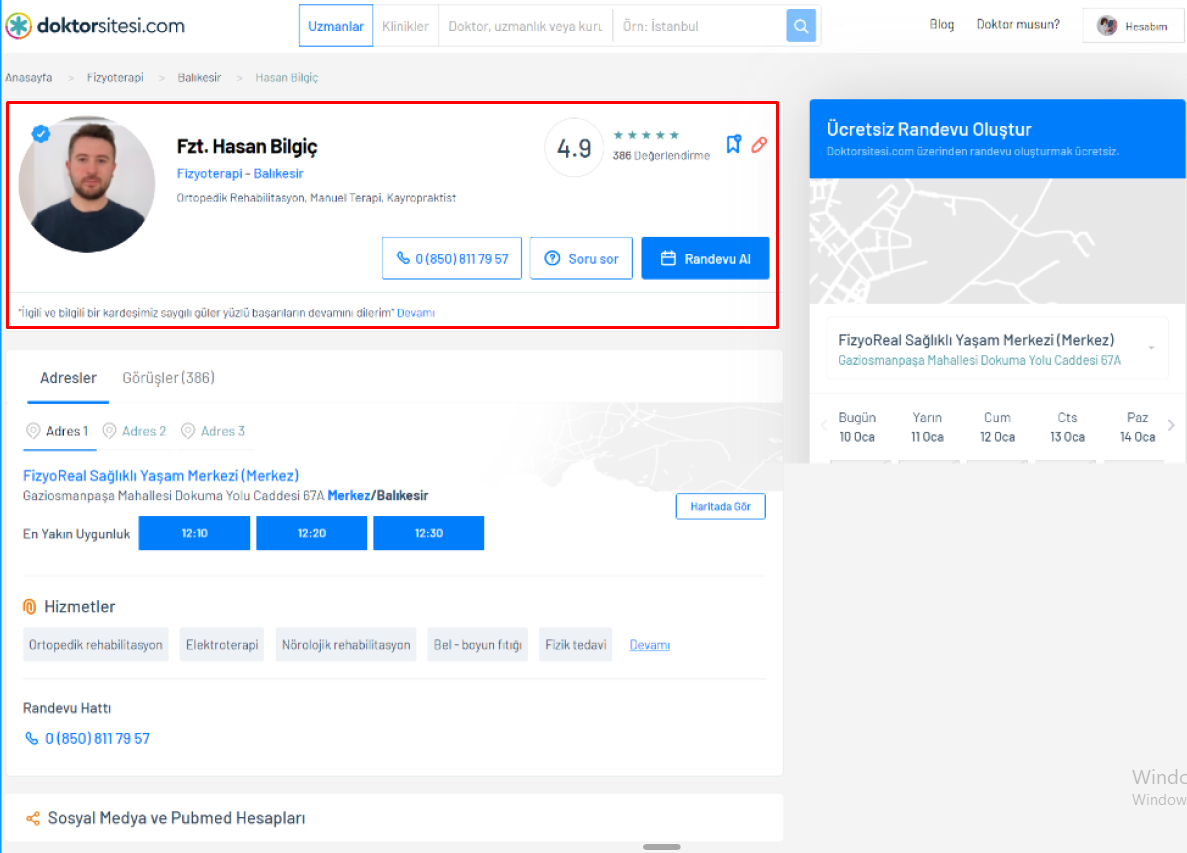 doktorsitesi.com
Uzmanlar
Klinikler
Doktor, uzmanlık veya kuru
Örn: İstanbul
Blog
Doktor musun?
Hesabım
Anasayfa > Fizyoterapi > Balıkesir > Hasan Bilgiç
Fzt. Hasan Bilgiç
Fizyoterapi - Balıkesir
Ortopedik Rehabilitasyon, Manuel Terapi, Kayropraktist
4.9
386 Değerlendirme
0 (850) 811 79 57
Soru sor
Randevu Al
"İlgili ve bilgili bir kardeşimiz saygılı güler yüzlü başarıların devamını dilerim" Devamı
Ücretsiz Randevu Oluştur
Doktorsitesi.com üzerinden randevu oluşturmak ücretsiz.
FizyoReal Sağlıklı Yaşam Merkezi (Merkez)
Gaziosmanpaşa Mahallesi Dokuma Yolu Caddesi 67A
Bugün Yarın Cum Cts Paz
10 Oca 11 Oca 12 Oca 13 Oca 14 Oca
Adresler
Görüşler (386)
Adres 1
Adres 2
Adres 3
FizyoReal Sağlıklı Yaşam Merkezi (Merkez)
Gaziosmanpaşa Mahallesi Dokuma Yolu Caddesi 67A Merkez/Balıkesir
Haritada Gör
En Yakın Uygunluk 12:10 12:20 12:30
Hizmetler
Ortopedik rehabilitasyon
Elektroterapi
Nörolojik rehabilitasyon
Bel - boyun fıtığı
Fizik tedavi
Devamı
Randevu Hattı
0 (850) 811 79 57
Sosyal Medya ve Pubmed Hesapları
Windo
Window